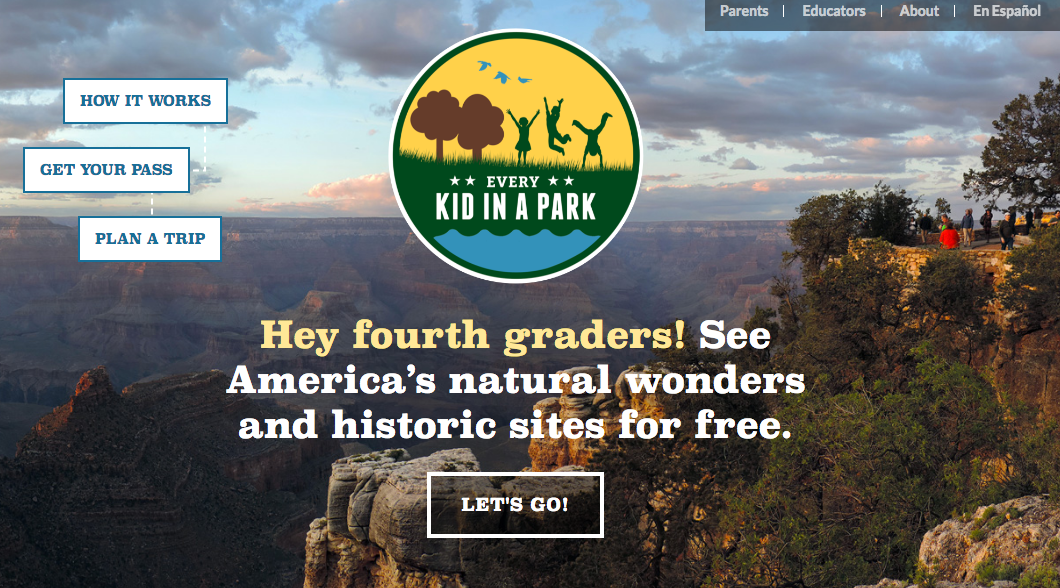 Parents | Educators | About | En Español
HOW IT WORKS
GET YOUR PASS
PLAN A TRIP
★★ EVERY ★★
KID IN A PARK
Hey fourth graders! See
America's natural wonders
and historic sites for free.
LET'S GO!